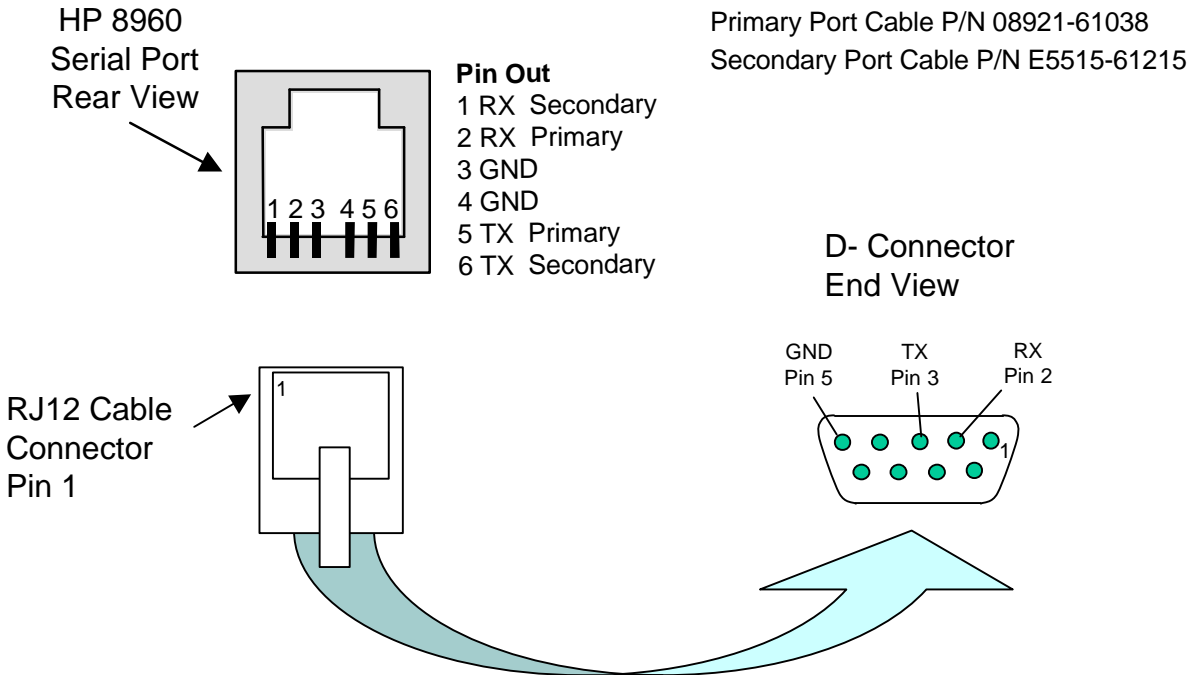 HP 8960
Serial Port
Rear View
Primary Port Cable P/N 08921-61038
Secondary Port Cable P/N E5515-61215
Pin Out
1 RX Secondary
2 RX Primary
3 GND
4 GND
5 TX Primary
6 TX Secondary
1 2 3 4 5 6
D- Connector
End View
GND
Pin 5
TX
Pin 3
RX
Pin 2
1
RJ12 Cable
Connector
Pin 1
1